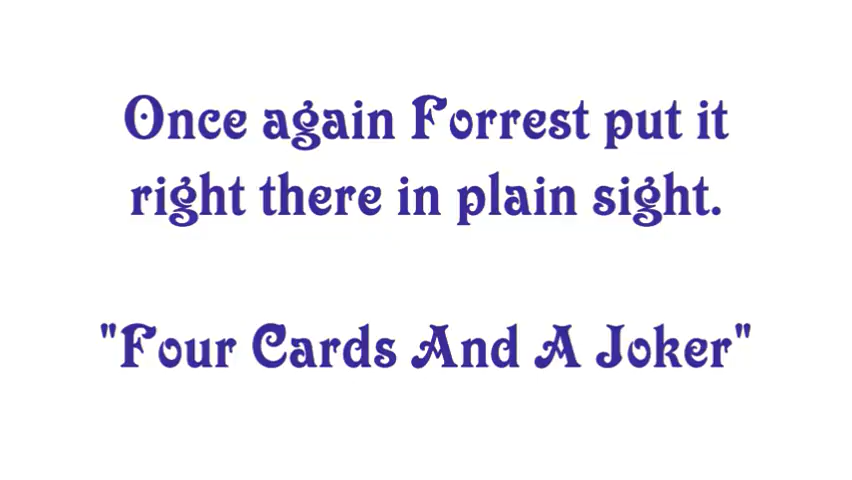 Once again Forrest put it
right there in plain sight.
"Four Cards And A Joker"